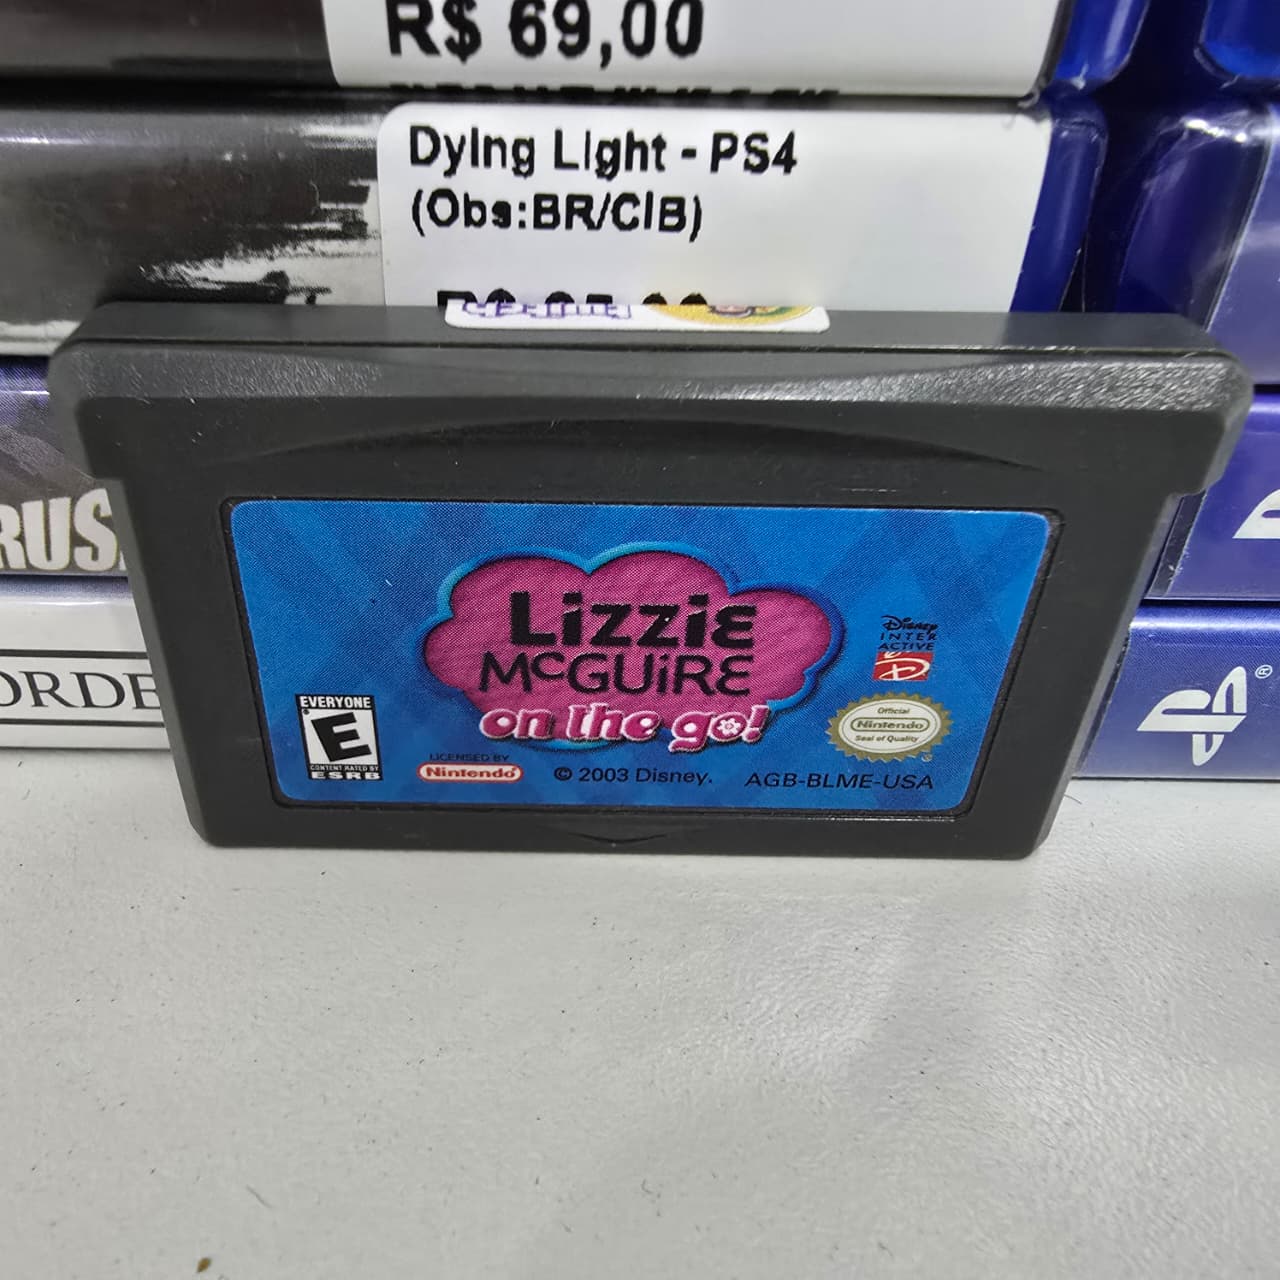 R$ 69,00
Dying Light - PS4
(Obs:BR/CIB)
RUS
ORDE
Lizzie
McGuire
on the go!
Disney
INTER
ACTIVE
D
EVERYONE
E
CONTENT RATED BY
ESRB
LICENSED BY
Nintendo
© 2003 Disney.
AGB-BLME-USA
Official
Nintendo
Seal of Quality
®